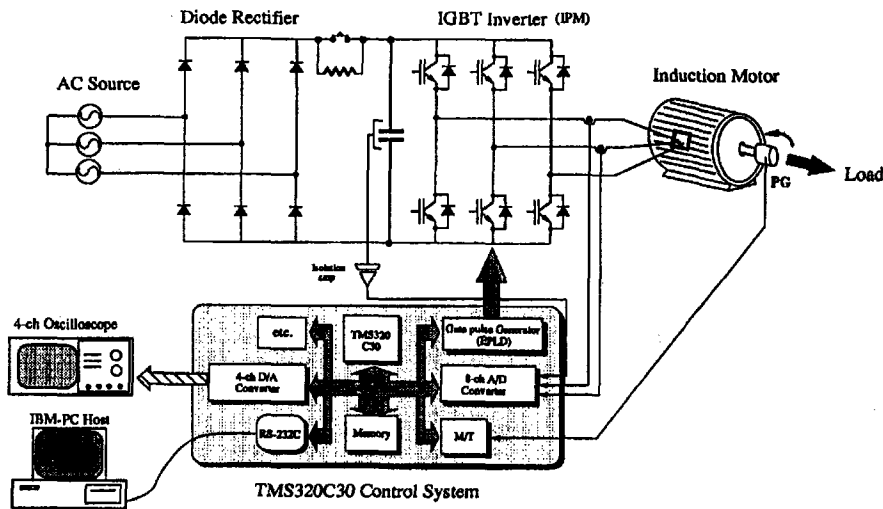 Diode Rectifier
IGBT Inverter (IPM)
AC Source
Induction Motor
PG
Load
Isolation
amp
4-ch Oscilloscope
etc.
TMS320
C30
Gate pulse Generator
(EPLD)
4-ch D/A
Converter
8-ch A/D
Converter
IBM-PC Host
RS-232C
Memory
M/T
TMS320C30 Control System